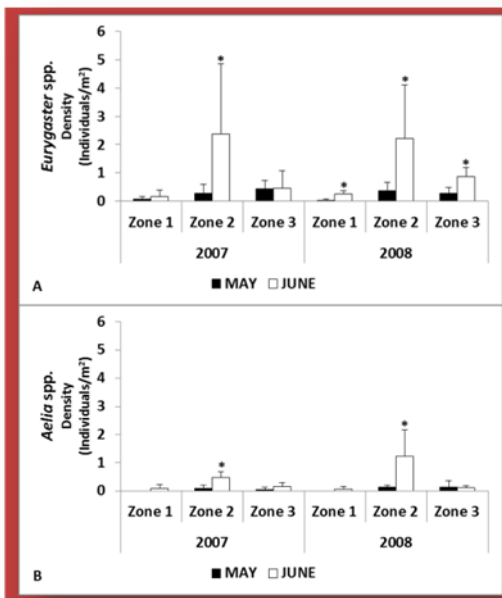 Eurygaster spp.
Density
(Individuals/m²)
6
5
4
3
2
1
0
*
*
*
*
Zone 1 Zone 2 Zone 3 Zone 1 Zone 2 Zone 3
2007 2008
A
■ MAY □ JUNE
Aelia spp.
Density
(Individuals/m²)
6
5
4
3
2
1
0
*
*
Zone 1 Zone 2 Zone 3 Zone 1 Zone 2 Zone 3
2007 2008
B
■ MAY □ JUNE